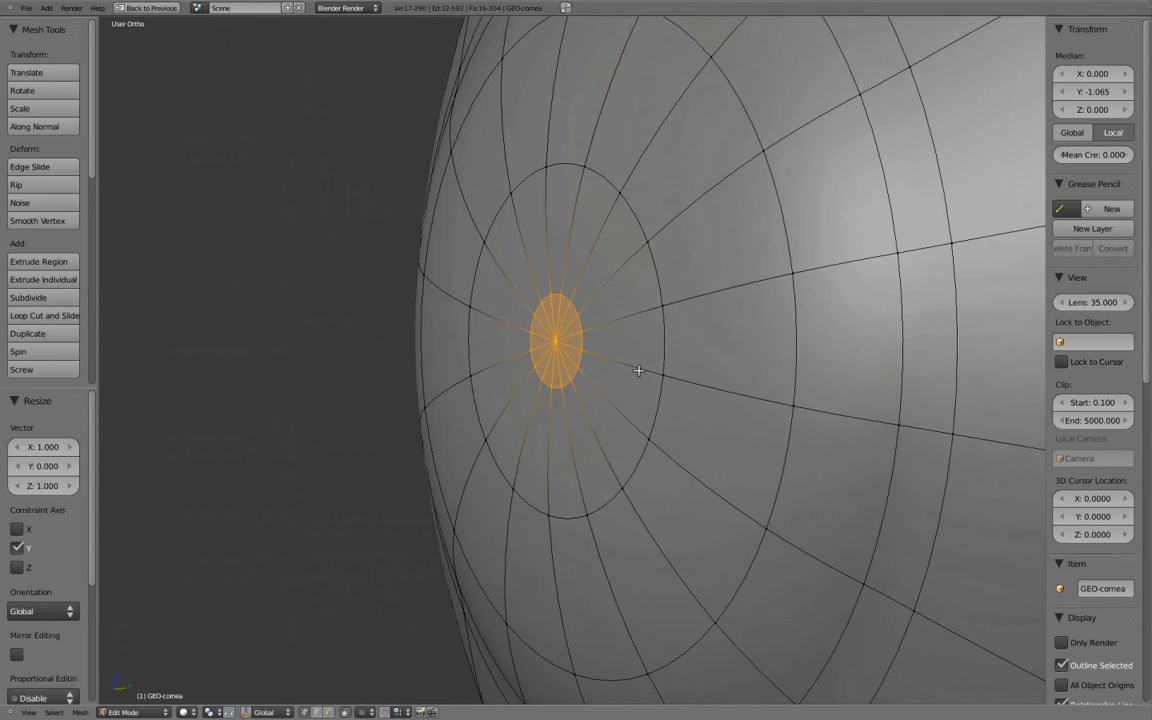 File Add Render Help Back to Previous Scene Blender Render Ve:17-290 | Ed:32-592 | Fa:16-304 | GEO-cornea
User Ortho
Mesh Tools
Transform:
Translate
Rotate
Scale
Along Normal
Deform:
Edge Slide
Rip
Noise
Smooth Vertex
Add:
Extrude Region
Extrude Individual
Subdivide
Loop Cut and Slide
Duplicate
Spin
Screw
Resize
Vector
X: 1.000
Y: 0.000
Z: 1.000
Constraint Axis
X
Y
Z
Orientation
Global
Mirror Editing
Proportional Editin
Disable
(1) GEO-cornea
View Select Mesh Edit Mode Global
Transform
Median:
X: 0.000
Y: -1.065
Z: 0.000
Global Local
Mean Cre: 0.000
Grease Pencil
New
New Layer
elete Fram Convert
View
Lens: 35.000
Lock to Object:
Lock to Cursor
Clip:
Start: 0.100
End: 5000.000
Local Camera:
Camera
3D Cursor Location:
X: 0.0000
Y: 0.0000
Z: 0.0000
Item
GEO-cornea
Display
Only Render
Outline Selected
All Object Origins